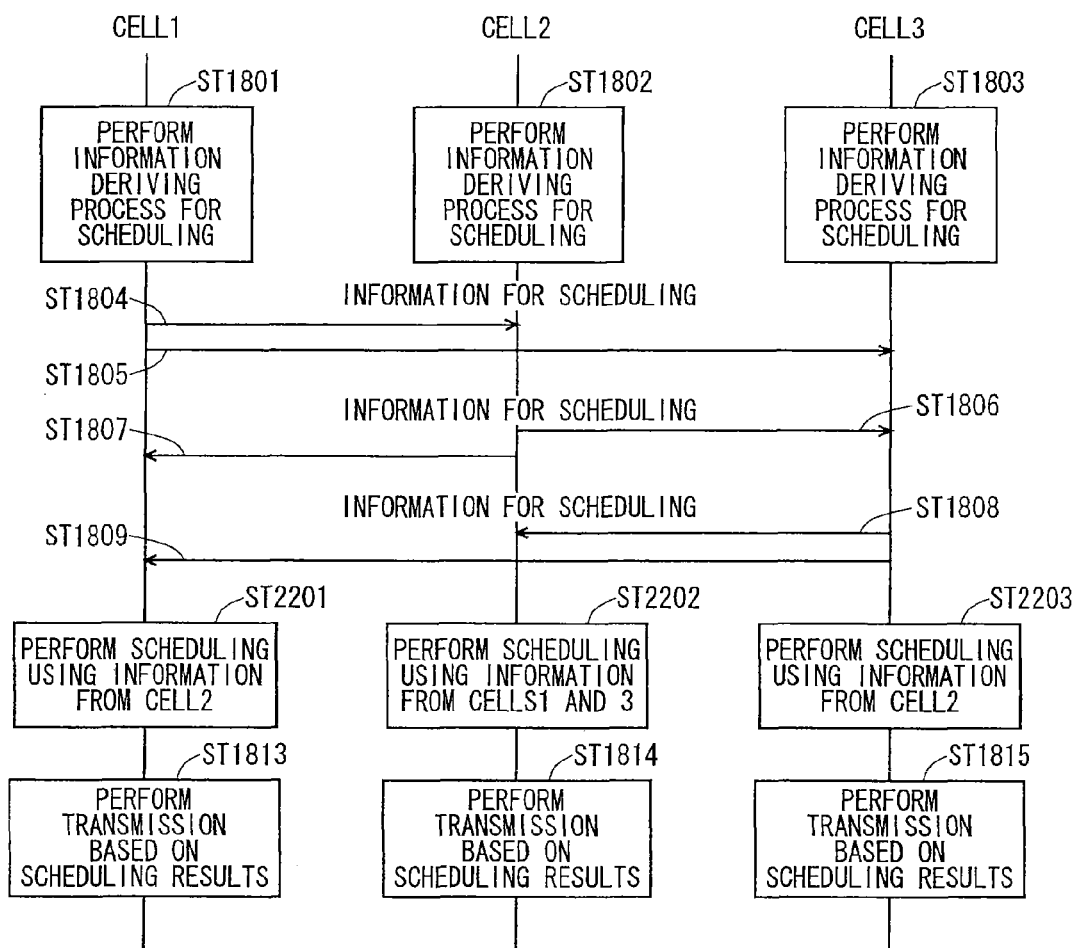 CELL1
CELL2
CELL3
ST1801
ST1802
ST1803
PERFORM
INFORMATION
DERIVING
PROCESS FOR
SCHEDULING
PERFORM
INFORMATION
DERIVING
PROCESS FOR
SCHEDULING
PERFORM
INFORMATION
DERIVING
PROCESS FOR
SCHEDULING
ST1804
INFORMATION FOR SCHEDULING
ST1805
INFORMATION FOR SCHEDULING
ST1806
ST1807
INFORMATION FOR SCHEDULING
ST1808
ST1809
ST2201
ST2202
ST2203
PERFORM SCHEDULING
USING INFORMATION
FROM CELL2
PERFORM SCHEDULING
USING INFORMATION
FROM CELLS1 AND 3
PERFORM SCHEDULING
USING INFORMATION
FROM CELL2
ST1813
ST1814
ST1815
PERFORM
TRANSMISSION
BASED ON
SCHEDULING RESULTS
PERFORM
TRANSMISSION
BASED ON
SCHEDULING RESULTS
PERFORM
TRANSMISSION
BASED ON
SCHEDULING RESULTS